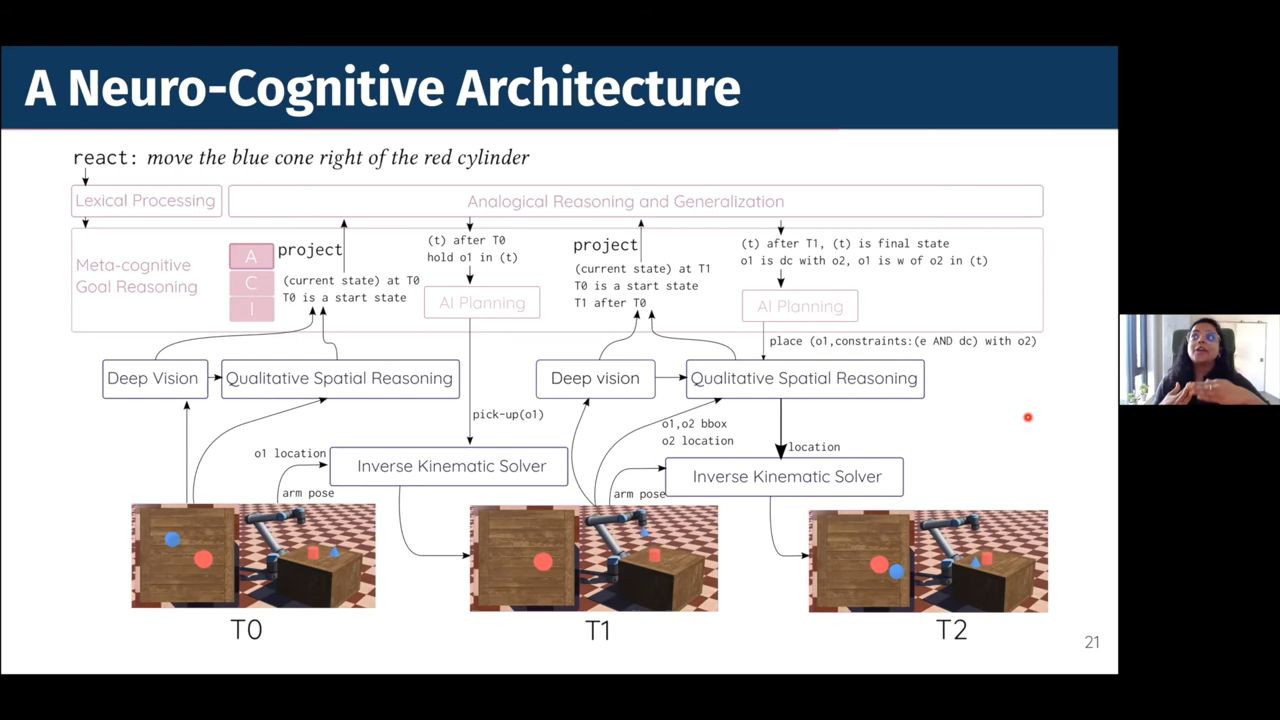 A Neuro-Cognitive Architecture
react: move the blue cone right of the red cylinder
Lexical Processing
Analogical Reasoning and Generalization
Meta-cognitive
Goal Reasoning
A
C
I
project
(current state) at T0
T0 is a start state
(t) after T0
hold o1 in (t)
AI Planning
project
(current state) at T1
T0 is a start state
T1 after T0
(t) after T1, (t) is final state
o1 is dc with o2, o1 is w of o2 in (t)
AI Planning
place (o1,constraints:(e AND dc) with o2)
Deep Vision
Qualitative Spatial Reasoning
Deep vision
Qualitative Spatial Reasoning
pick-up(o1)
o1,o2 bbox
o2 location
location
o1 location
Inverse Kinematic Solver
Inverse Kinematic Solver
arm pose
arm pose
T0
T1
T2
21